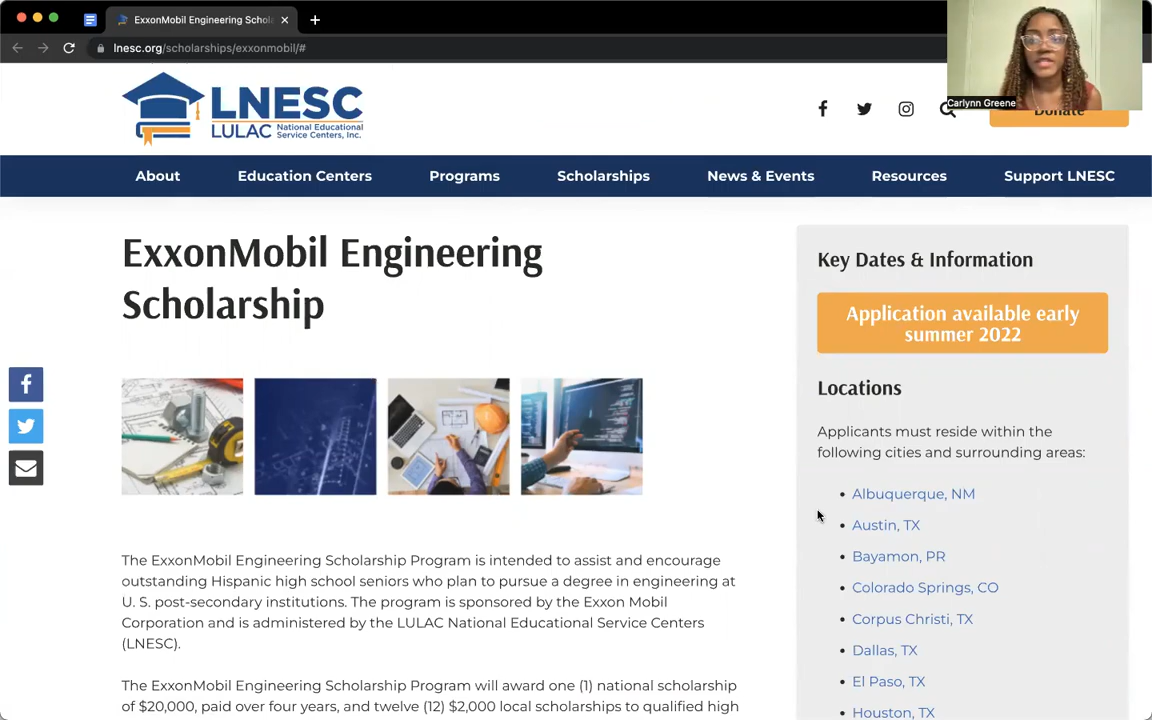 ExxonMobil Engineering Schola
lnesc.org/scholarships/exxonmobil/#
Carlynn Greene
LNESC
LULAC National Educational
Service Centers, Inc.
Donate
About
Education Centers
Programs
Scholarships
News & Events
Resources
Support LNESC
ExxonMobil Engineering
Scholarship
The ExxonMobil Engineering Scholarship Program is intended to assist and encourage
outstanding Hispanic high school seniors who plan to pursue a degree in engineering at
U. S. post-secondary institutions. The program is sponsored by the Exxon Mobil
Corporation and is administered by the LULAC National Educational Service Centers
(LNESC).
The ExxonMobil Engineering Scholarship Program will award one (1) national scholarship
of $20,000, paid over four years, and twelve (12) $2,000 local scholarships to qualified high
Key Dates & Information
Application available early
summer 2022
Locations
Applicants must reside within the
following cities and surrounding areas:
• Albuquerque, NM
• Austin, TX
• Bayamon, PR
• Colorado Springs, CO
• Corpus Christi, TX
• Dallas, TX
• El Paso, TX
• Houston, TX